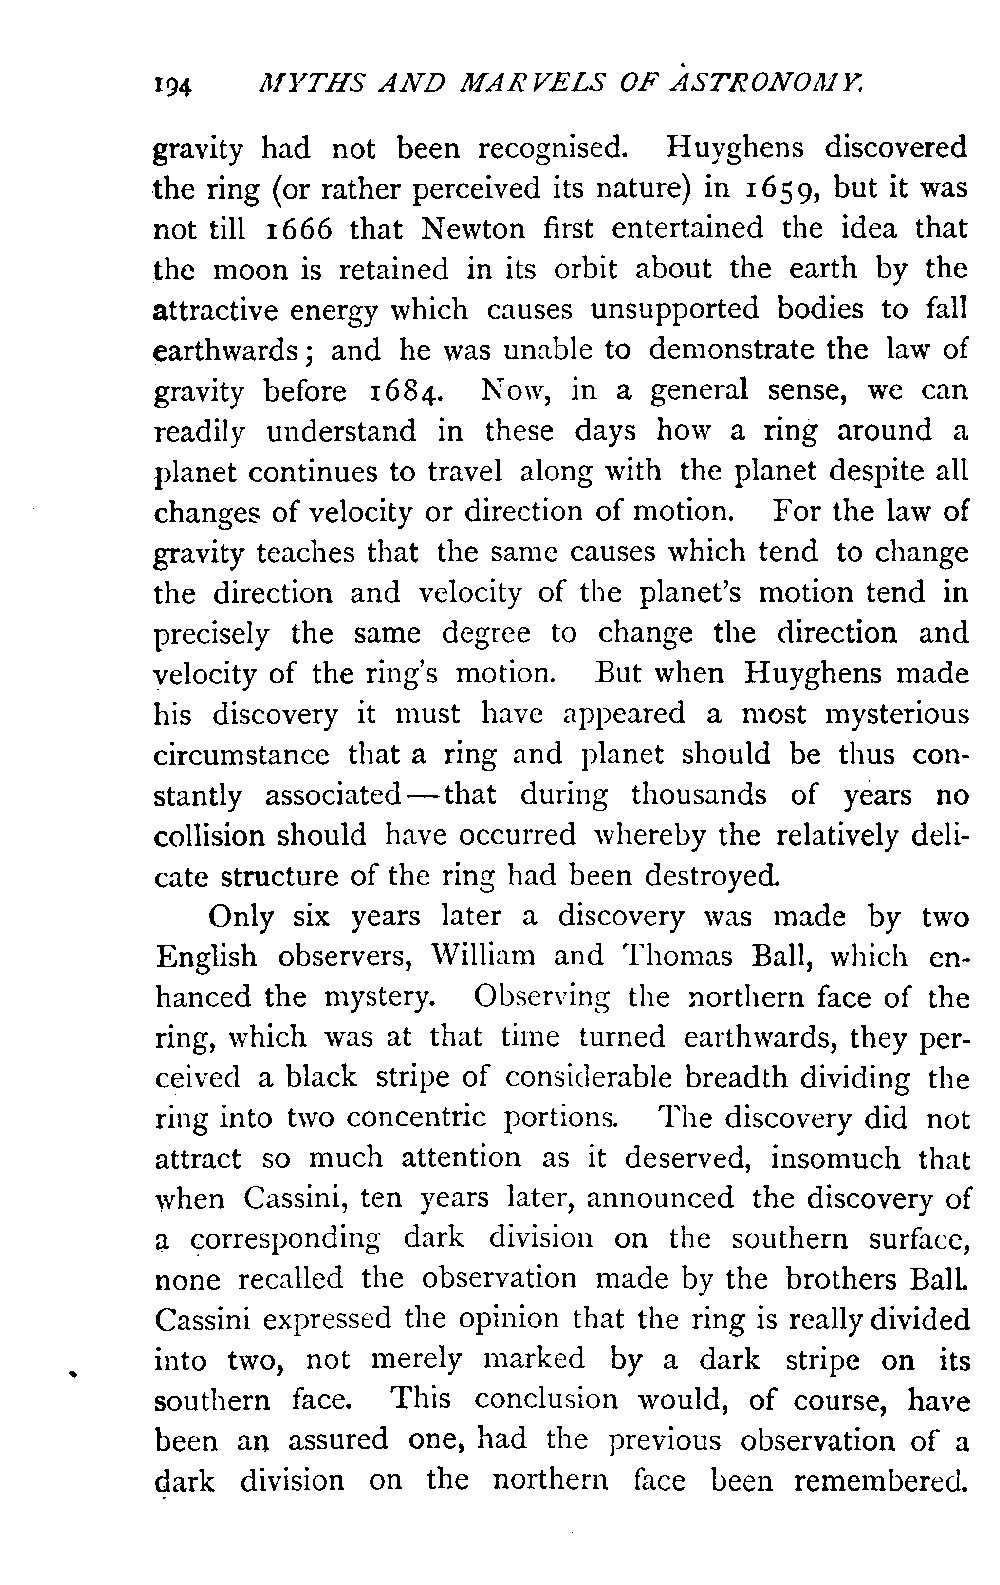 194 MYTHS AND MARVELS OF ASTRONOMY.
gravity had not been recognised. Huyghens discovered
the ring (or rather perceived its nature) in 1659, but it was
not till 1666 that Newton first entertained the idea that
the moon is retained in its orbit about the earth by the
attractive energy which causes unsupported bodies to fall
earthwards; and he was unable to demonstrate the law of
gravity before 1684. Now, in a general sense, we can
readily understand in these days how a ring around a
planet continues to travel along with the planet despite all
changes of velocity or direction of motion. For the law of
gravity teaches that the same causes which tend to change
the direction and velocity of the planet's motion tend in
precisely the same degree to change the direction and
velocity of the ring's motion. But when Huyghens made
his discovery it must have appeared a most mysterious
circumstance that a ring and planet should be thus con-
stantly associated—that during thousands of years no
collision should have occurred whereby the relatively deli-
cate structure of the ring had been destroyed.
Only six years later a discovery was made by two
English observers, William and Thomas Ball, which en-
hanced the mystery. Observing the northern face of the
ring, which was at that time turned earthwards, they per-
ceived a black stripe of considerable breadth dividing the
ring into two concentric portions. The discovery did not
attract so much attention as it deserved, insomuch that
when Cassini, ten years later, announced the discovery of
a corresponding dark division on the southern surface,
none recalled the observation made by the brothers Ball.
Cassini expressed the opinion that the ring is really divided
into two, not merely marked by a dark stripe on its
southern face. This conclusion would, of course, have
been an assured one, had the previous observation of a
dark division on the northern face been remembered.